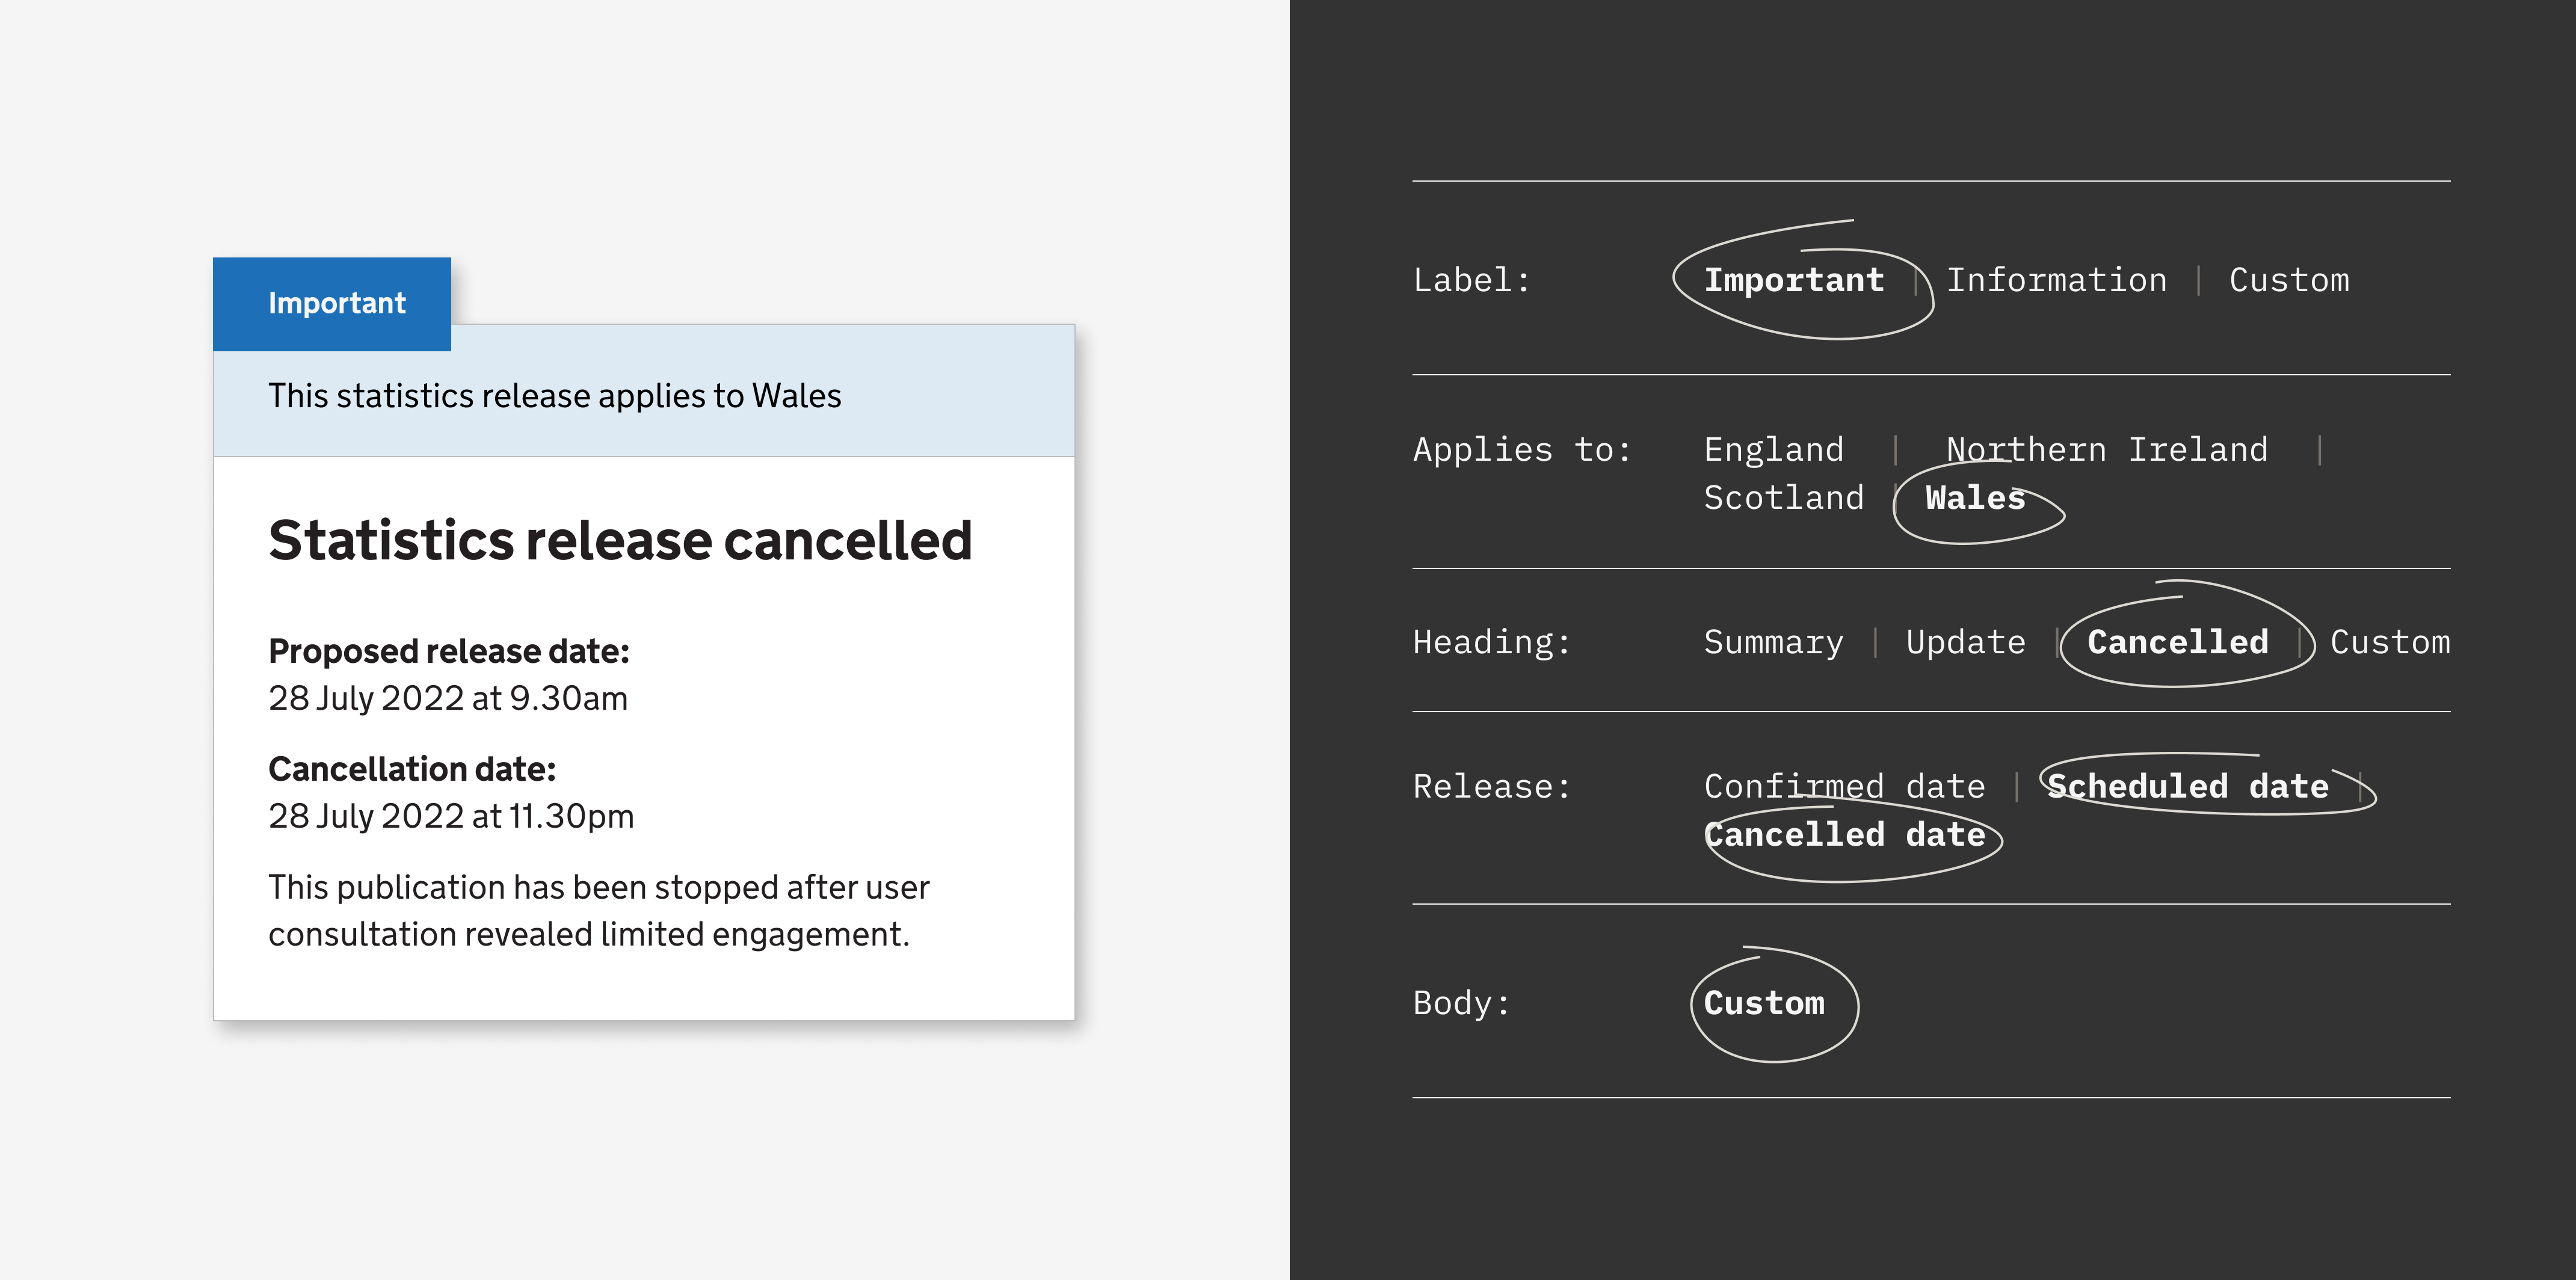 Important
This statistics release applies to Wales
Statistics release cancelled
Proposed release date:
28 July 2022 at 9.30am
Cancellation date:
28 July 2022 at 11.30pm
This publication has been stopped after user
consultation revealed limited engagement.
Label: Important | Information | Custom
Applies to: England | Northern Ireland |
Scotland | Wales
Heading: Summary | Update | Cancelled | Custom
Release: Confirmed date | Scheduled date |
Cancelled date
Body: Custom